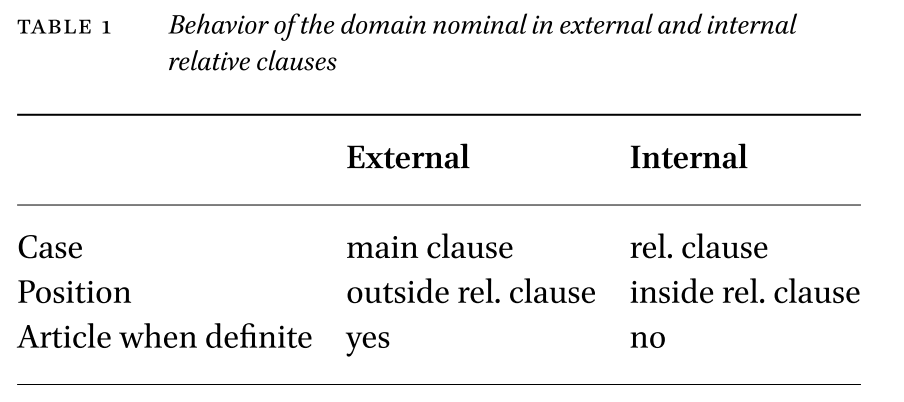 TABLE 1 Behavior of the domain nominal in external and internal
relative clauses
External Internal
Case main clause rel. clause
Position outside rel. clause inside rel. clause
Article when definite yes no